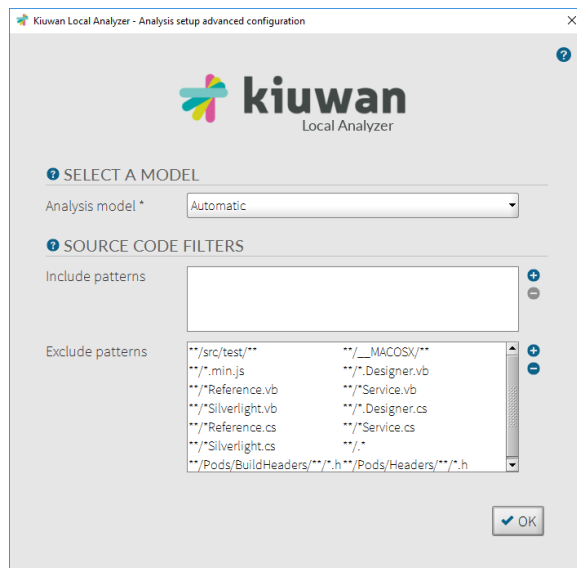 Kiuwan Local Analyzer - Analysis setup advanced configuration
kiuwan
Local Analyzer
SELECT A MODEL
Analysis model *
Automatic
SOURCE CODE FILTERS
Include patterns
Exclude patterns
**/src/test/** **/__MACOSX/**
**/*.min.js **/*.Designer.vb
**/*Reference.vb **/*Service.vb
**/*Silverlight.vb **/*.Designer.cs
**/*Reference.cs **/*Service.cs
**/*Silverlight.cs **/.*
**/Pods/BuildHeaders/**/*.h **/Pods/Headers/**/*.h
OK